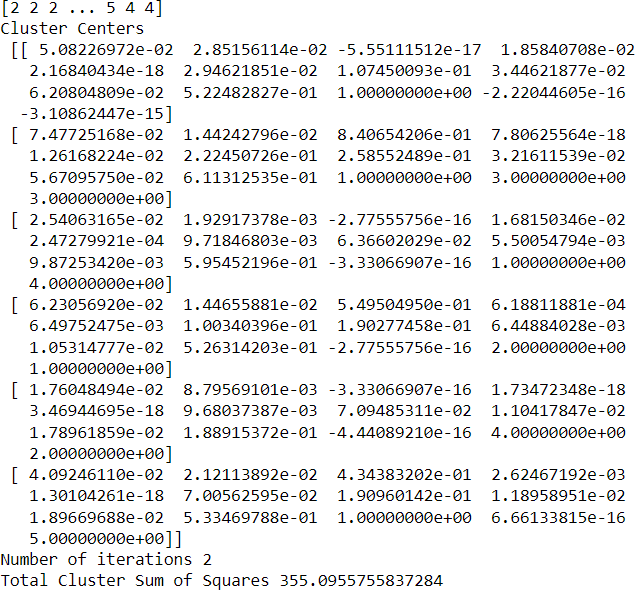 [2 2 2 ... 5 4 4]
Cluster Centers
[[ 5.08226972e-02 2.85156114e-02 -5.55111512e-17 1.85840708e-02
2.16840434e-18 2.94621851e-02 1.07450093e-01 3.44621877e-02
6.20804809e-02 5.22482827e-01 1.00000000e+00 -2.22044605e-16
-3.10862447e-15]
[ 7.47725168e-02 1.44242796e-02 8.40654206e-01 7.80625564e-18
1.26168224e-02 2.22450726e-01 2.58552489e-01 3.21611539e-02
5.67095750e-02 6.11312535e-01 1.00000000e+00 3.00000000e+00
3.00000000e+00]
[ 2.54063165e-02 1.92917378e-03 -2.77555756e-16 1.68150346e-02
2.47279921e-04 9.71846803e-03 6.36602029e-02 5.50054794e-03
9.87253420e-03 5.95452196e-01 -3.33066907e-16 1.00000000e+00
4.00000000e+00]
[ 6.23056920e-02 1.44655881e-02 5.49504950e-01 6.18811881e-04
6.49752475e-03 1.00340396e-01 1.90277458e-01 6.44884028e-03
1.05314777e-02 5.26314203e-01 -2.77555756e-16 2.00000000e+00
1.00000000e+00]
[ 1.76048494e-02 8.79569101e-03 -3.33066907e-16 1.73472348e-18
3.46944695e-18 9.68037387e-03 7.09485311e-02 1.10417847e-02
1.78961859e-02 1.88915372e-01 -4.44089210e-16 4.00000000e+00
2.00000000e+00]
[ 4.09246110e-02 2.12113892e-02 4.34383202e-01 2.62467192e-03
1.30104261e-18 7.00562595e-02 1.90960142e-01 1.18958951e-02
1.89669688e-02 5.33469788e-01 1.00000000e+00 6.66133815e-16
5.00000000e+00]]
Number of iterations 2
Total Cluster Sum of Squares 355.0955755837284